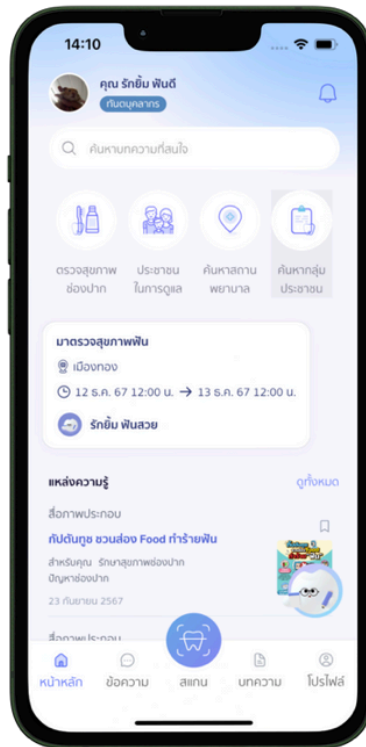 14:10
คุณ รักยิ้ม ฟันดี
ทันตบุคลากร
ค้นหาบทความที่สนใจ
ตรวจสุขภาพ
ช่องปาก
ประชาชน
ในการดูแล
ค้นหาสถาน
พยาบาล
ค้นหากลุ่ม
ประชาชน
มาตรวจสุขภาพฟัน
เมืองทอง
12 ธ.ค. 67 12:00 น. → 13 ธ.ค. 67 12:00 น.
รักยิ้ม ฟันสวย
แหล่งความรู้
ดูทั้งหมด
สื่อภาพประกอบ
กัปตันทูธ ชวนส่อง Food ทำร้ายฟัน
สำหรับคุณ รักษาสุขภาพช่องปาก
ปัญหาช่องปาก
23 กันยายน 2567
สื่อภาพประกอบ
หน้าหลัก
ข้อความ
สแกน
บทความ
โปรไฟล์